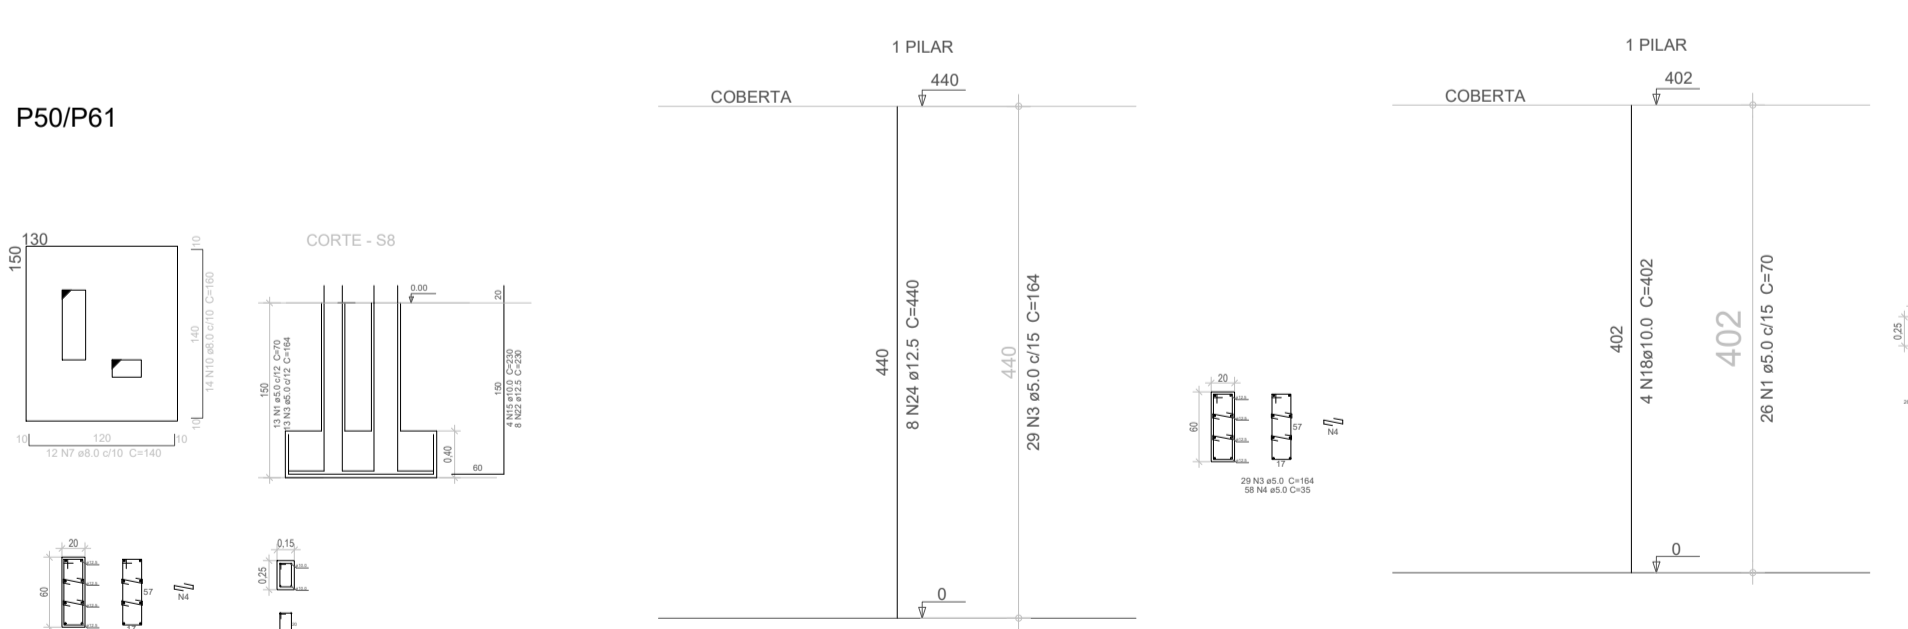 P50/P61
130
150
10
140
10
14 N10 ø8.0 c/10 C=160
10
120
10
12 N7 ø8.0 c/10 C=140
CORTE - S8
0.00
20
150
13 N1 ø5.0 c/12 C=70
13 N3 ø5.0 c/12 C=164
0,40
60
150
4 N15 ø10.0 C=230
8 N22 ø12.5 C=230
20
60
57
17
N4
0,15
0,25
1 PILAR
440
COBERTA
440
8 N24 ø12.5 C=440
440
29 N3 ø5.0 c/15 C=164
0
20
60
57
17
N4
29 N3 ø5.0 C=164
58 N4 ø5.0 C=35
1 PILAR
402
COBERTA
402
4 N18ø10.0 C=402
402
26 N1 ø5.0 c/15 C=70
0
0,25